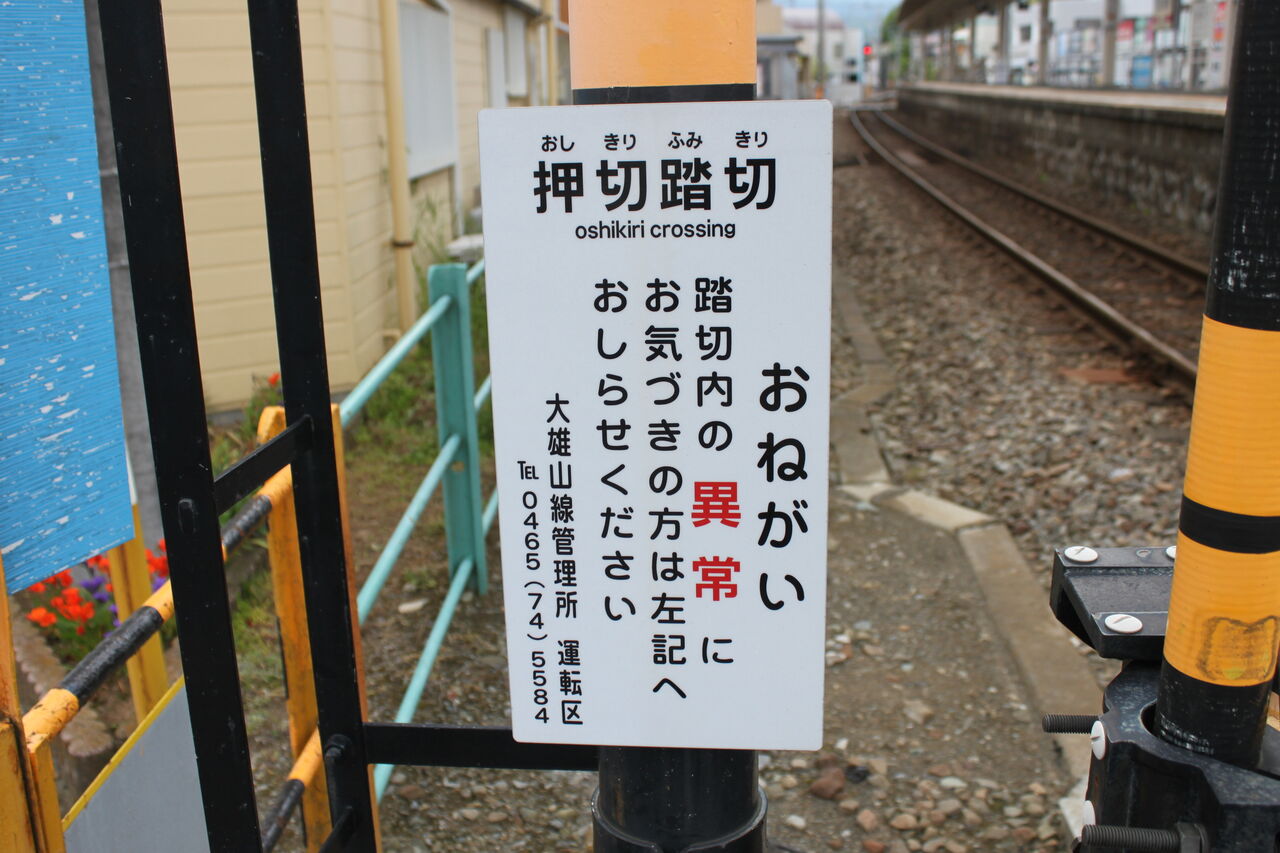 おし きり ふみ きり
押切踏切
oshikiri crossing
おねがい
踏切内の異常に
お気づきの方は左記へ
おしらせください
大雄山線管理所 運転区
TEL 0465(74)5584